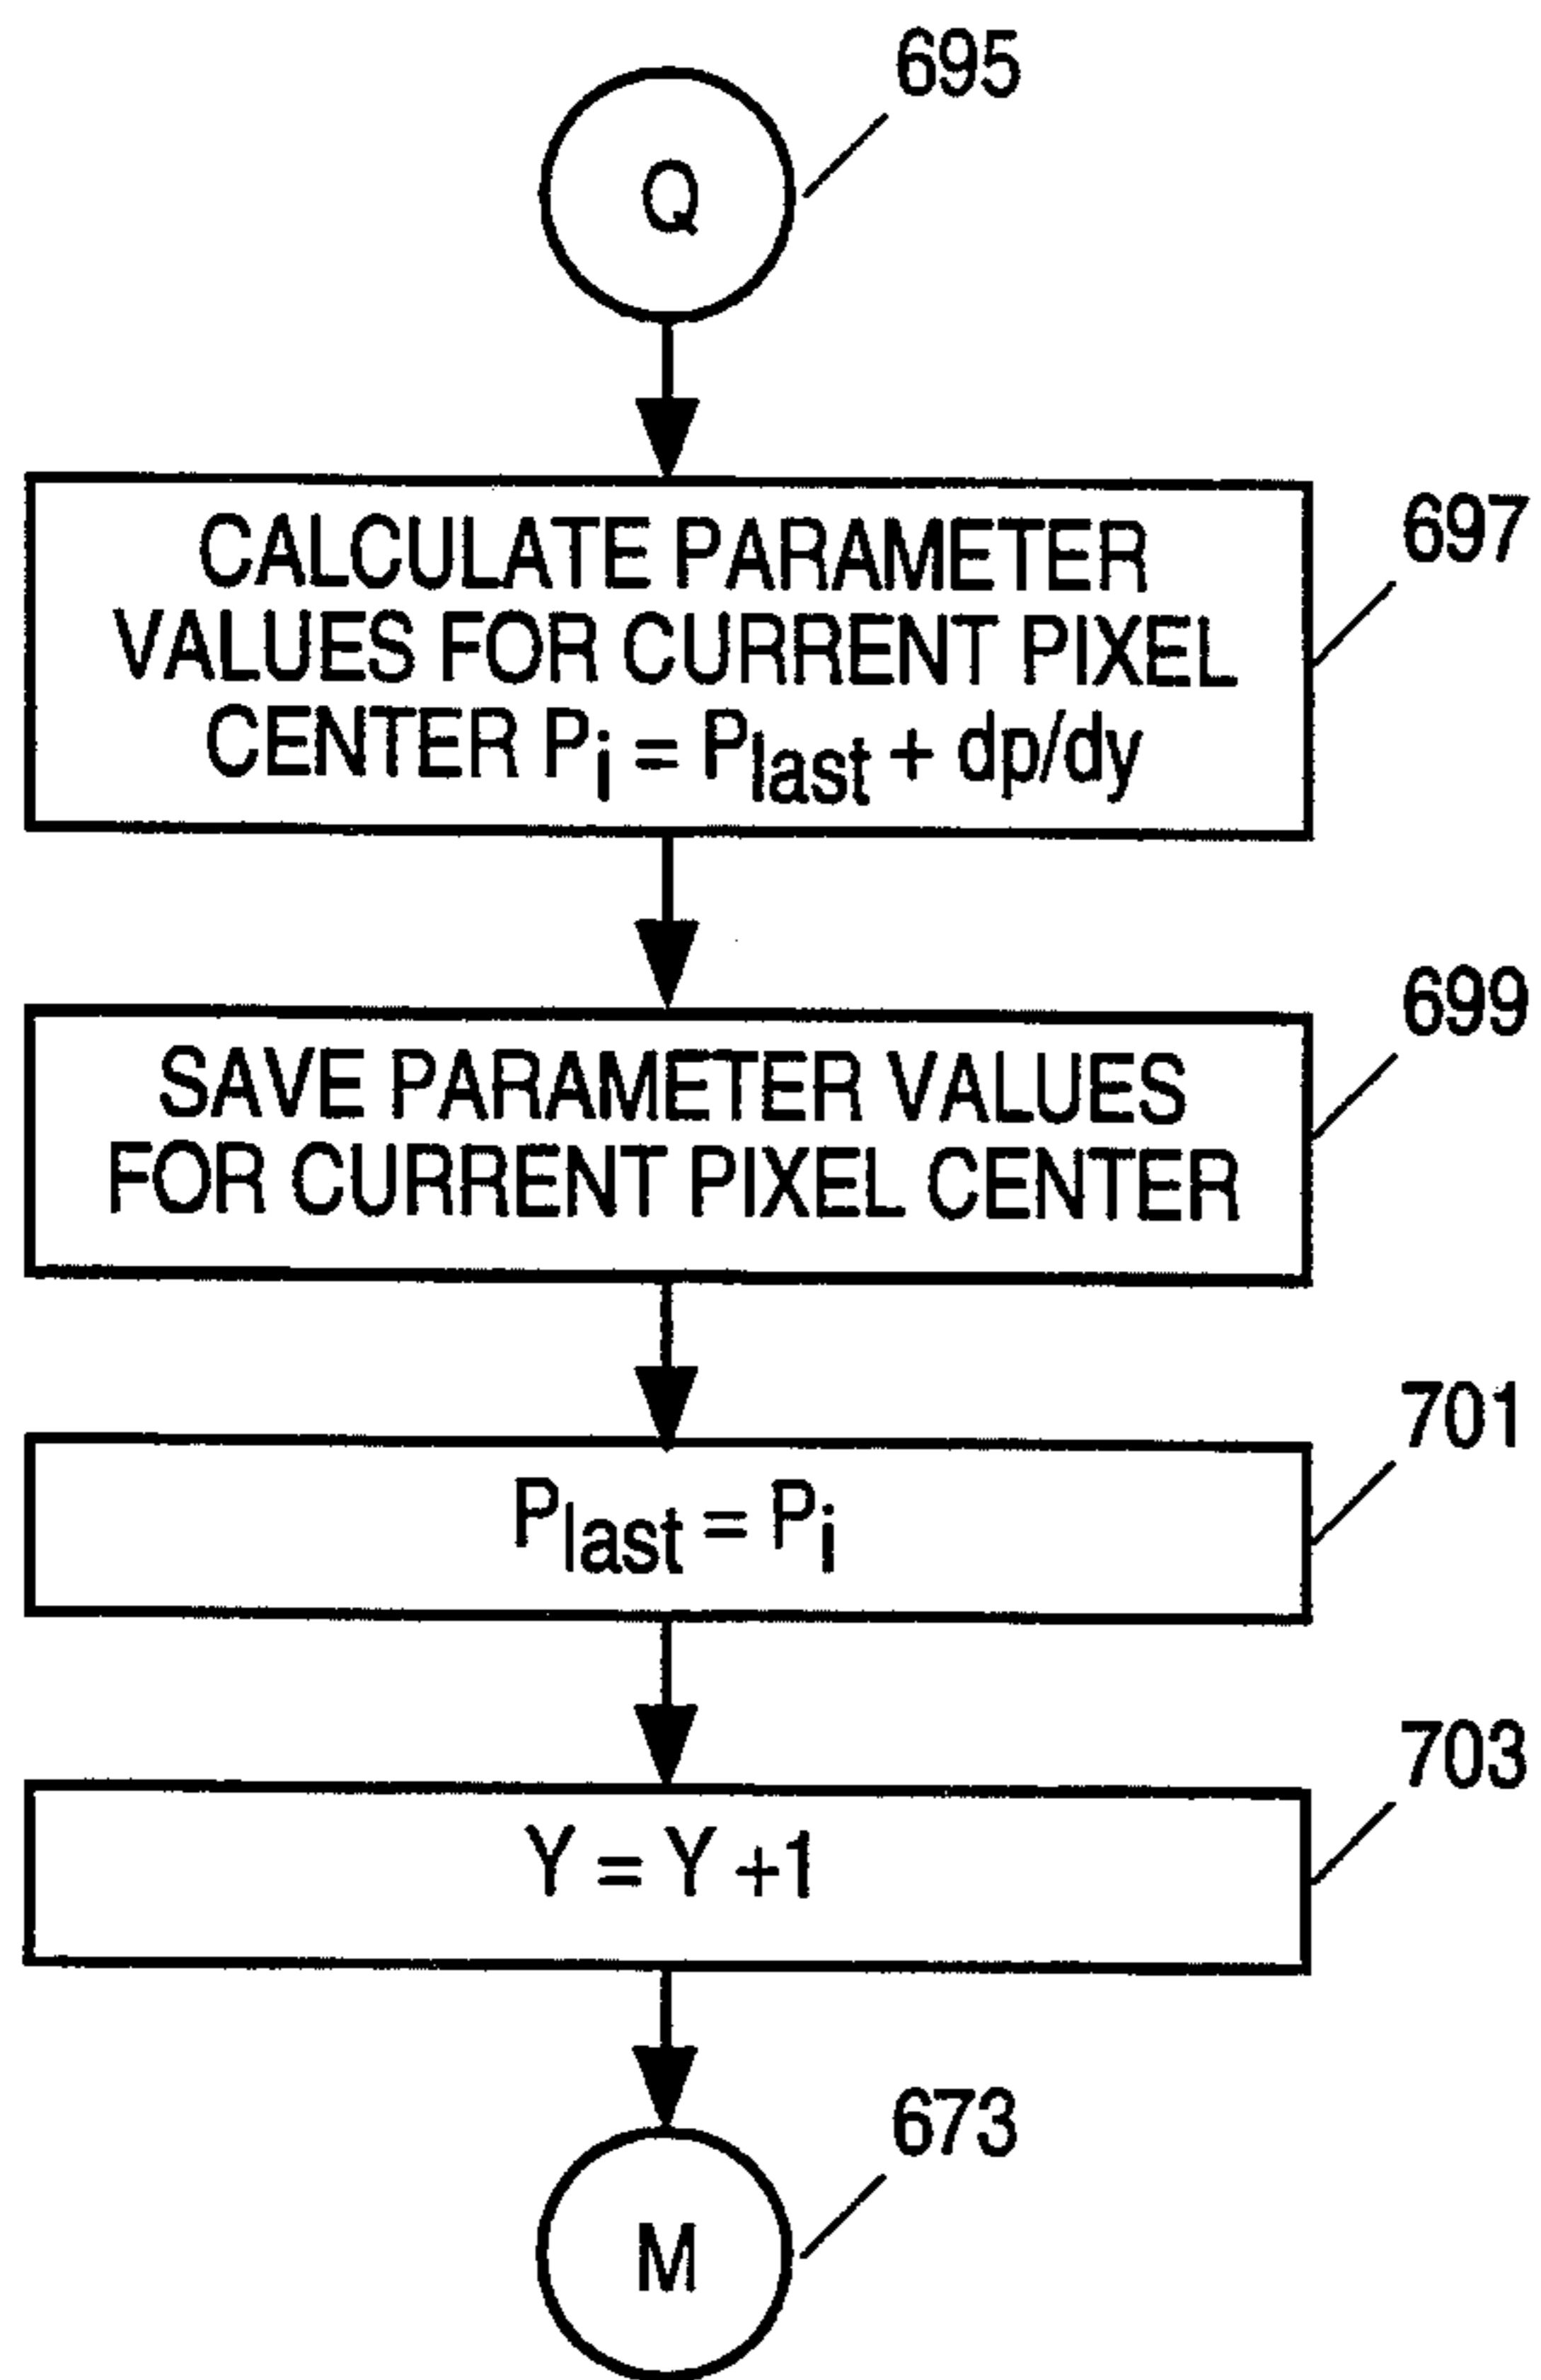 695
Q
697
CALCULATE PARAMETER
VALUES FOR CURRENT PIXEL
CENTER Pi = Plast + dp/dy
699
SAVE PARAMETER VALUES
FOR CURRENT PIXEL CENTER
701
Plast = Pi
703
Y = Y +1
673
M